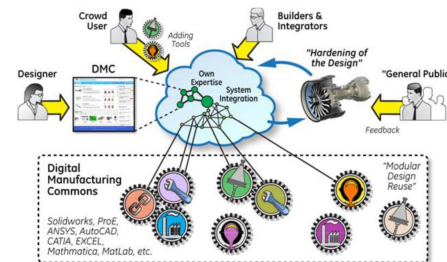 Crowd
User
Adding
Tools
Builders &
Integrators
Designer
DMC
Own
Expertise
System
Integration
"Hardening of
the Design"
"General Public"
Feedback
Digital
Manufacturing
Commons
Solidworks, ProE,
ANSYS, AutoCAD,
CATIA, EXCEL,
Mathmatica, MatLab, etc.
"Modular
Design
Reuse"